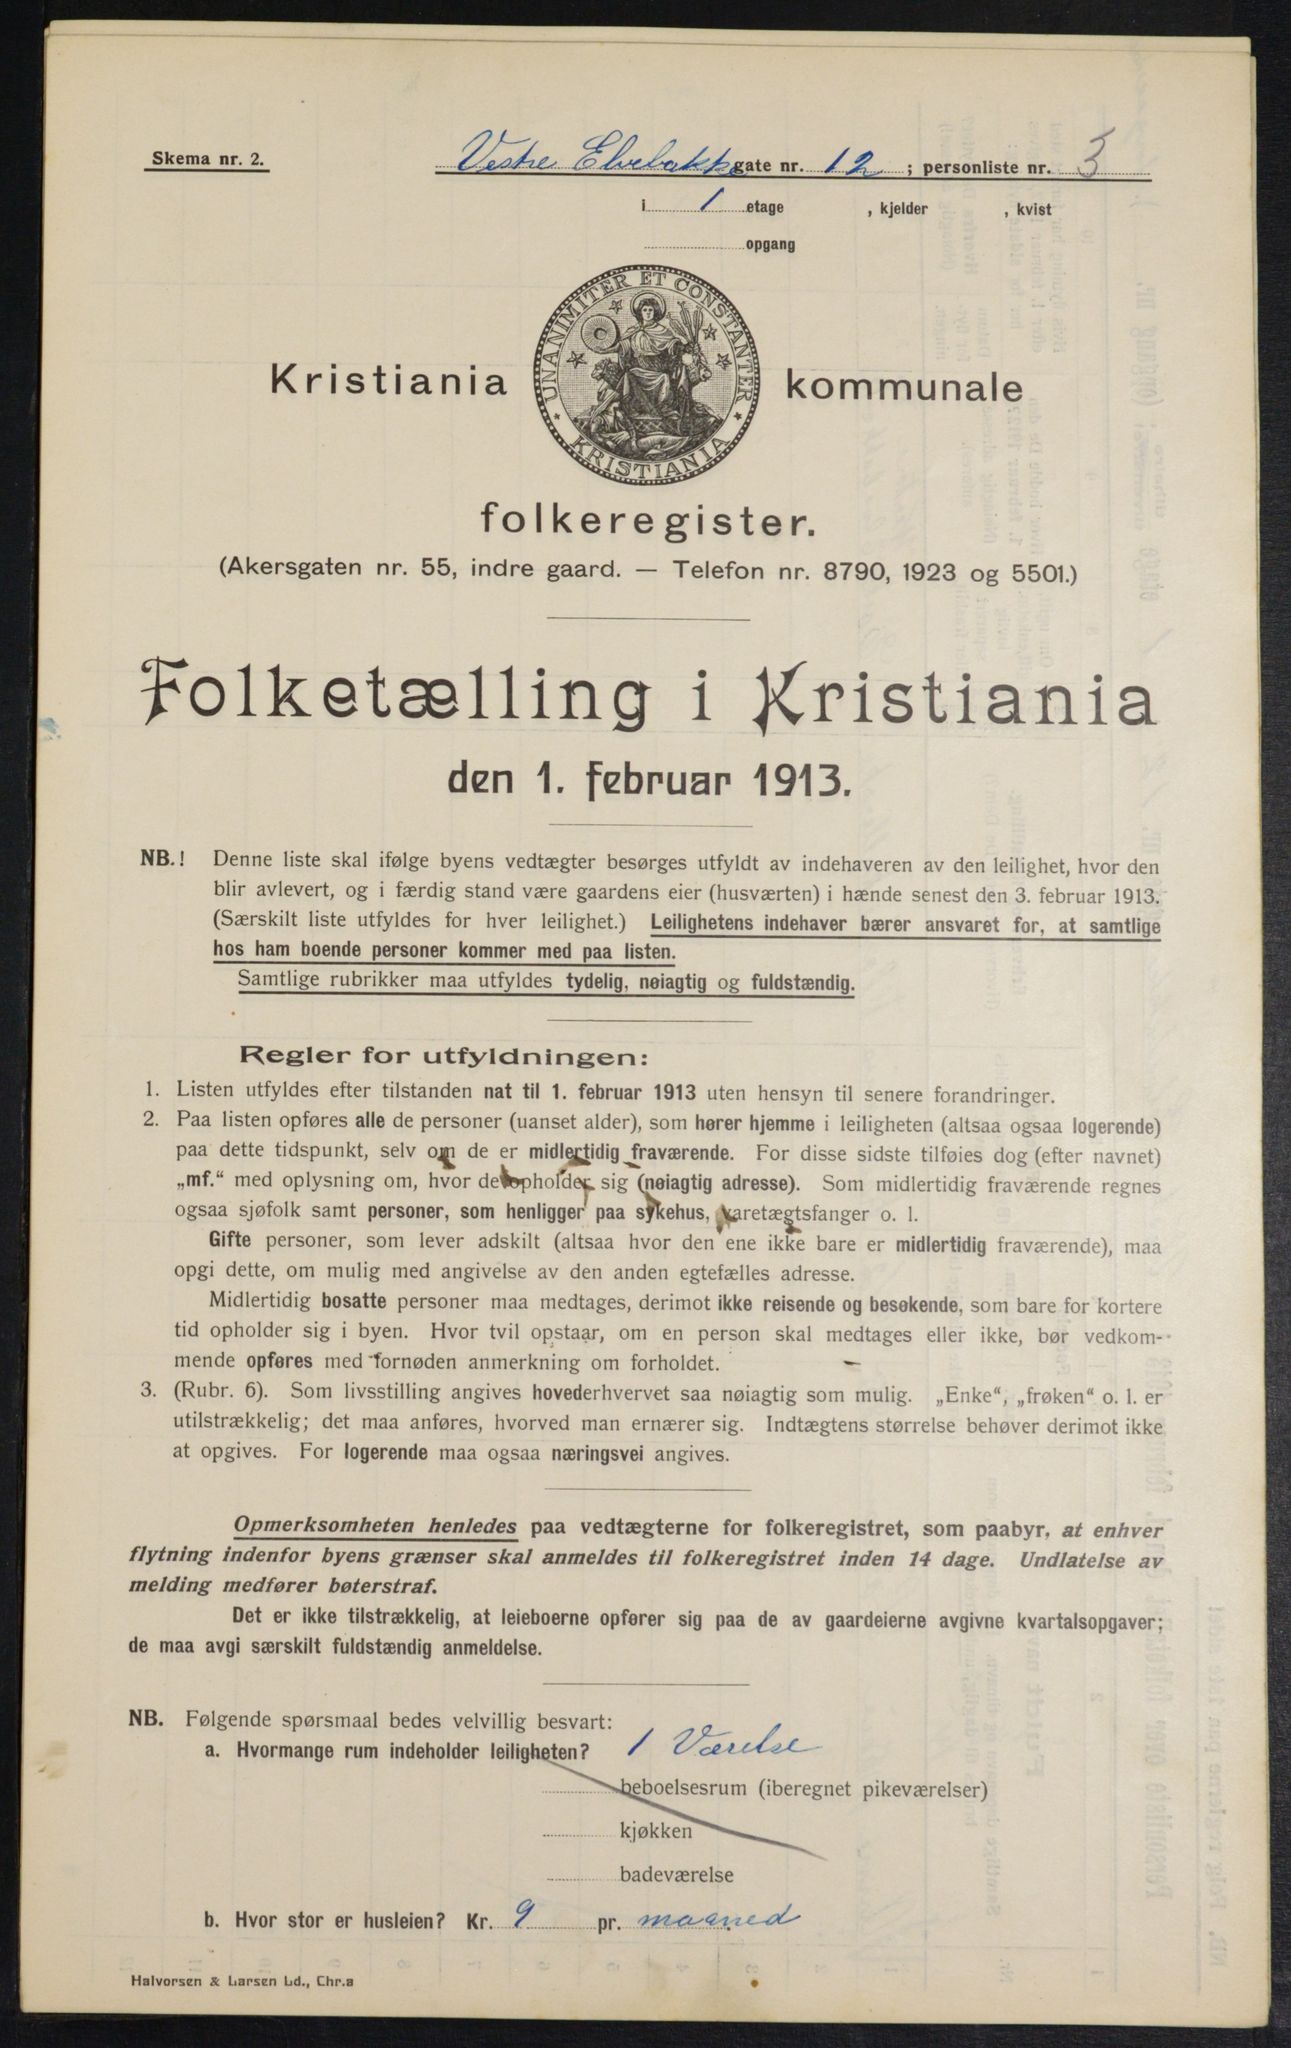 Skema nr. 2.
Vestre Elvebakke gate nr. 12 ; personliste nr. 3
i 1 etage , kjelder , kvist
opgang
UNANIMITER ET CONSTANTER
KRISTIANIA
Kristiania kommunale
folkeregister.
(Akersgaten nr. 55, indre gaard. — Telefon nr. 8790, 1923 og 5501.)
Folketælling i Kristiania
den 1. februar 1913.
NB.! Denne liste skal ifølge byens vedtægter besørges utfyldt av indehaveren av den leilighet, hvor den
blir avlevert, og i færdig stand være gaardens eier (husværten) i hænde senest den 3. februar 1913.
(Særskilt liste utfyldes for hver leilighet.) Leilighetens indehaver bærer ansvaret for, at samtlige
hos ham boende personer kommer med paa listen.
Samtlige rubrikker maa utfyldes tydelig, nøiagtig og fuldstændig.
Regler for utfyldningen:
1. Listen utfyldes efter tilstanden nat til 1. februar 1913 uten hensyn til senere forandringer.
2. Paa listen opføres alle de personer (uanset alder), som hører hjemme i leiligheten (altsaa ogsaa logerende)
paa dette tidspunkt, selv om de er midlertidig fraværende. For disse sidste tilføies dog (efter navnet)
„mf.“ med oplysning om, hvor de opholder sig (nøiagtig adresse). Som midlertidig fraværende regnes
ogsaa sjøfolk samt personer, som henligger paa sykehus, varetægtsfanger o. l.
Gifte personer, som lever adskilt (altsaa hvor den ene ikke bare er midlertidig fraværende), maa
opgi dette, om mulig med angivelse av den anden egtefælles adresse.
Midlertidig bosatte personer maa medtages, derimot ikke reisende og besøkende, som bare for kortere
tid opholder sig i byen. Hvor tvil opstaar, om en person skal medtages eller ikke, bør vedkom-
mende opføres med fornøden anmerkning om forholdet.
3. (Rubr. 6). Som livsstilling angives hovederhvervet saa nøiagtig som mulig. „Enke“, „frøken“ o. l. er
utilstrækkelig; det maa anføres, hvorved man ernærer sig. Indtægtens størrelse behøver derimot ikke
at opgives. For logerende maa ogsaa næringsvei angives.
Opmerksomheten henledes paa vedtægterne for folkeregistret, som paabyr, at enhver
flytning indenfor byens grænser skal anmeldes til folkeregistret inden 14 dage. Undlatelse av
melding medfører bøterstraf.
Det er ikke tilstrækkelig, at leieboerne opfører sig paa de av gaardeierne avgivne kvartalsopgaver;
de maa avgi særskilt fuldstændig anmeldelse.
NB. Følgende spørsmaal bedes velvillig besvart:
a. Hvormange rum indeholder leiligheten? 1 Værelse
beboelsesrum (iberegnet pikeværelser)
kjøkken
badeværelse
b. Hvor stor er husleien? Kr. 9 pr. maaned
Halvorsen & Larsen Ld., Chr.a